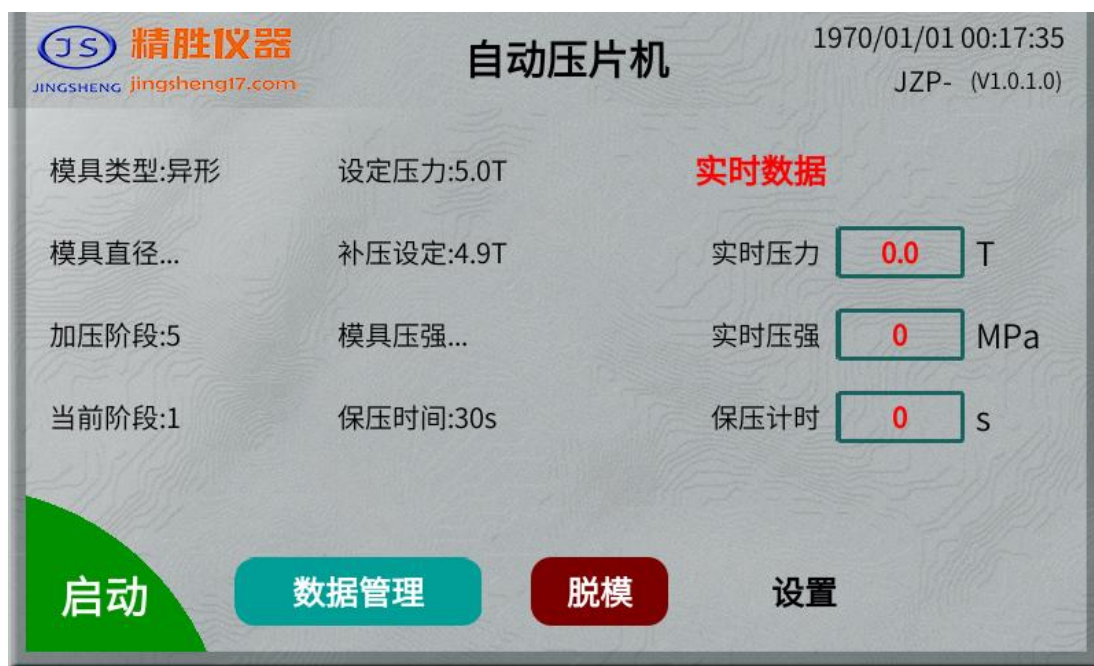 JS 精胜仪器
JINGSHENG jingsheng17.com
自动压片机
1970/01/01 00:17:35
JZP- (V1.0.1.0)
模具类型:异形 设定压力:5.0T 实时数据
模具直径... 补压设定:4.9T 实时压力 0.0 T
加压阶段:5 模具压强... 实时压强 0 MPa
当前阶段:1 保压时间:30s 保压计时 0 s
启动 数据管理 脱模 设置